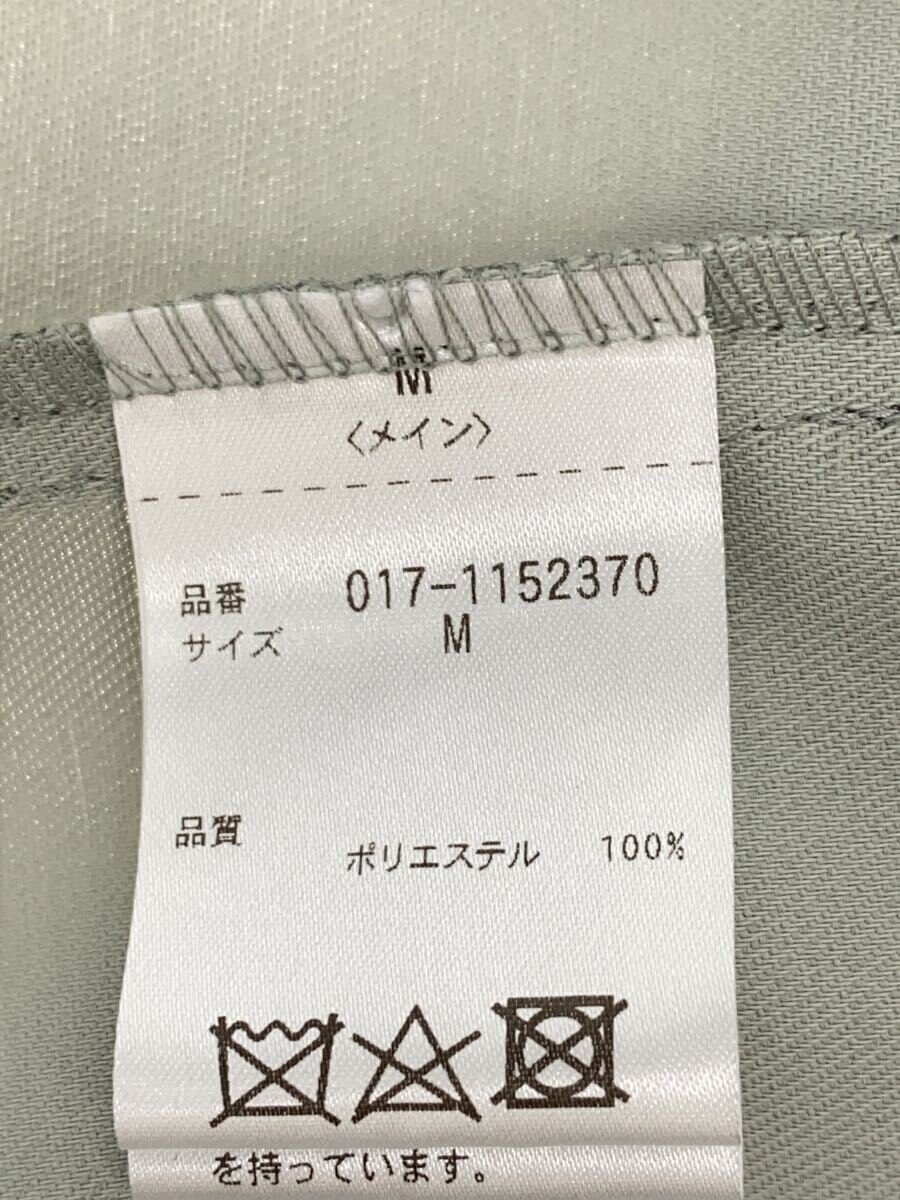 M
〈メイン〉
品番 017-1152370
サイズ M
品質
ポリエステル 100%
を持っています。